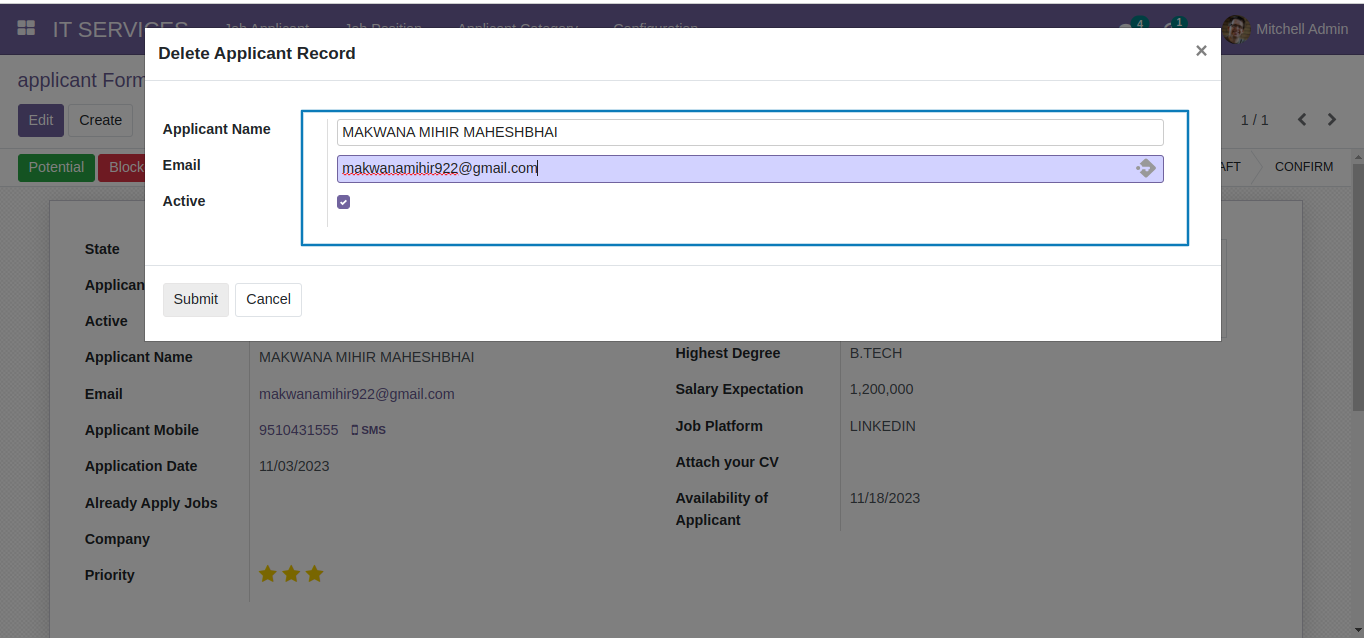 IT SERVICES Job Applicant Job Position Applicant Category Configuration 4 1 Mitchell Admin
Delete Applicant Record ×
applicant Form
Edit Create 1 / 1
Applicant Name MAKWANA MIHIR MAHESHBHAI
Email makwanamihir922@gmail.com
Potential Block CONFIRM
Active
State
Submit Cancel
Active
Applicant Name MAKWANA MIHIR MAHESHBHAI
Highest Degree B.TECH
Email makwanamihir922@gmail.com
Salary Expectation 1,200,000
Applicant Mobile 9510431555 SMS
Job Platform LINKEDIN
Application Date 11/03/2023
Attach your CV
Already Apply Jobs
Availability of Applicant 11/18/2023
Company
Priority